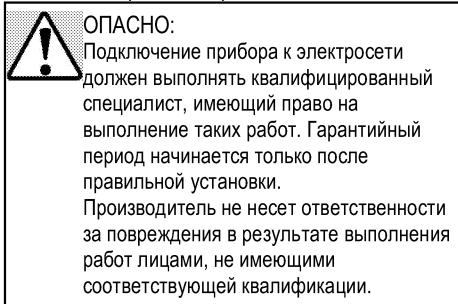 ОПАСНО:
Подключение прибора к электросети
должен выполнять квалифицированный
специалист, имеющий право на
выполнение таких работ. Гарантийный
период начинается только после
правильной установки.
Производитель не несет ответственности
за повреждения в результате выполнения
работ лицами, не имеющими
соответствующей квалификации.